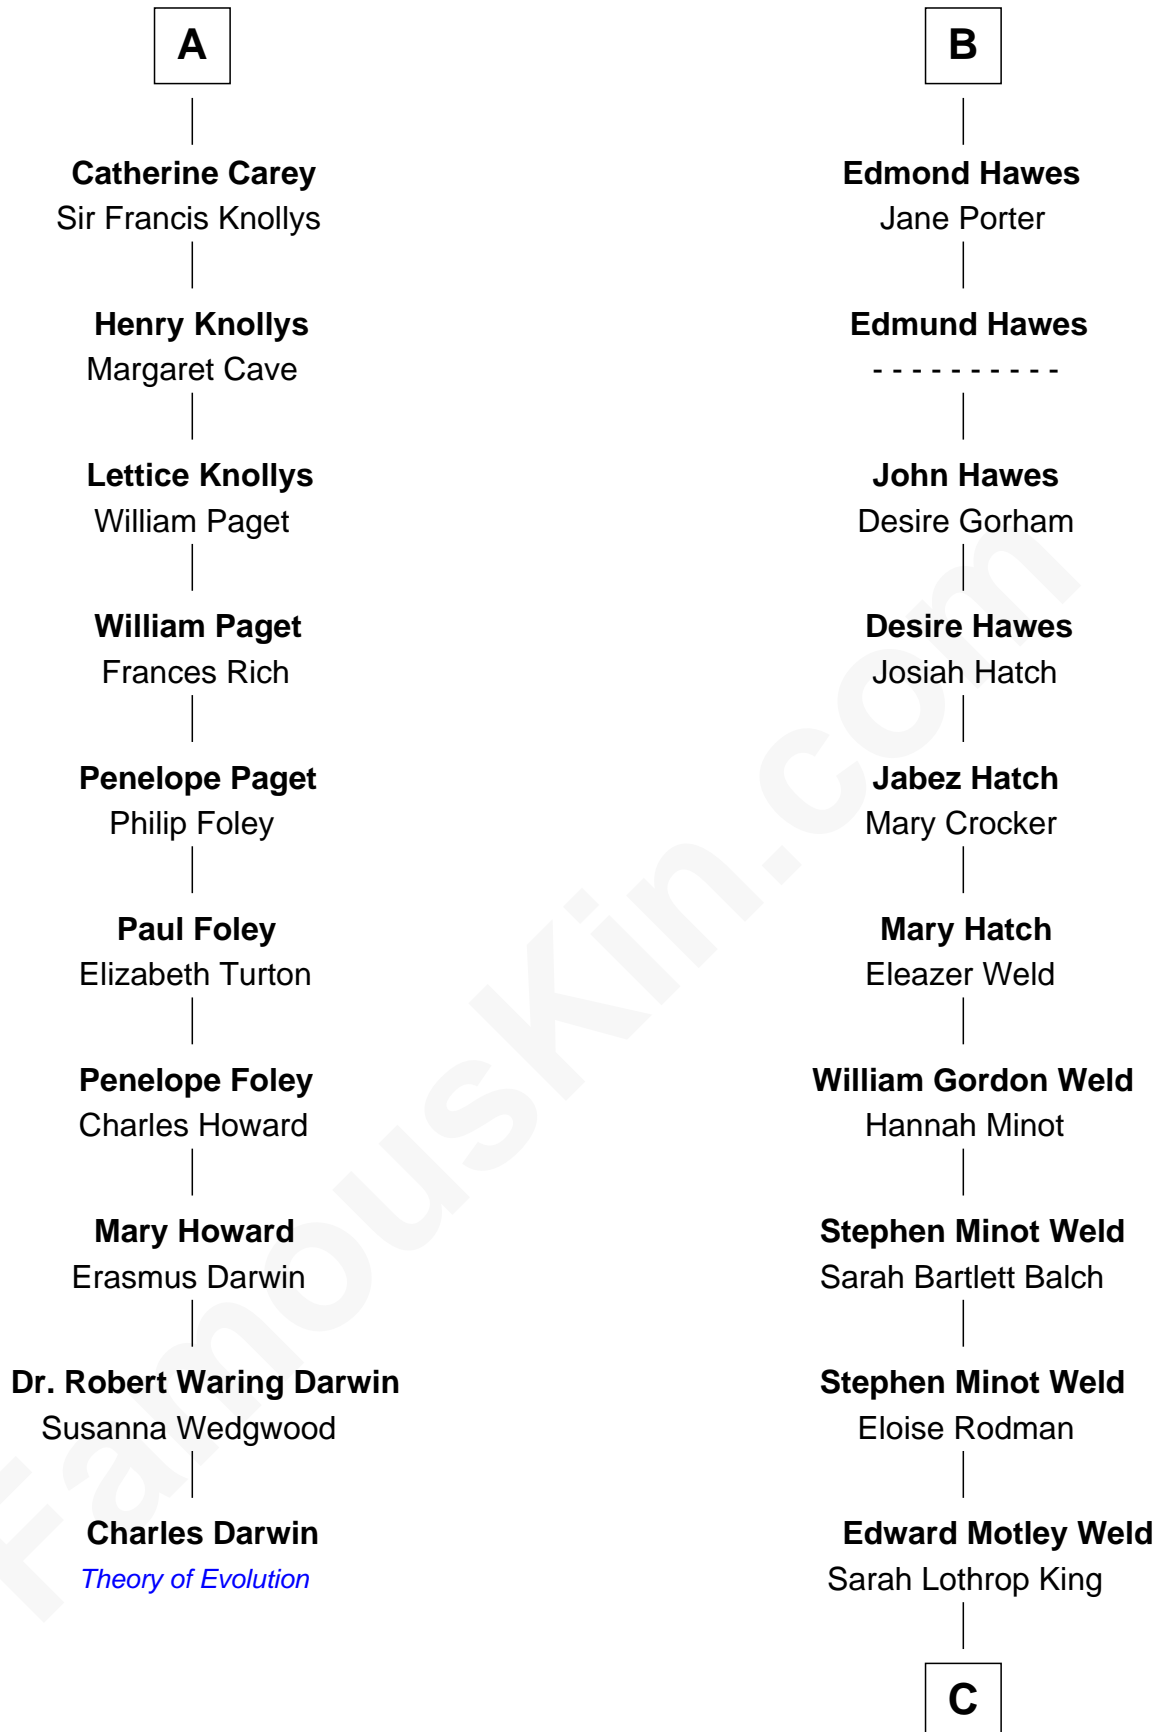 A
Catherine Carey
Sir Francis Knollys
Henry Knollys
Margaret Cave
Lettice Knollys
William Paget
William Paget
Frances Rich
Penelope Paget
Philip Foley
Paul Foley
Elizabeth Turton
Penelope Foley
Charles Howard
Mary Howard
Erasmus Darwin
Dr. Robert Waring Darwin
Susanna Wedgwood
Charles Darwin
Theory of Evolution
B
Edmond Hawes
Jane Porter
Edmund Hawes
- - - - - - - - - -
John Hawes
Desire Gorham
Desire Hawes
Josiah Hatch
Jabez Hatch
Mary Crocker
Mary Hatch
Eleazer Weld
William Gordon Weld
Hannah Minot
Stephen Minot Weld
Sarah Bartlett Balch
Stephen Minot Weld
Eloise Rodman
Edward Motley Weld
Sarah Lothrop King
C
FamousKin.com